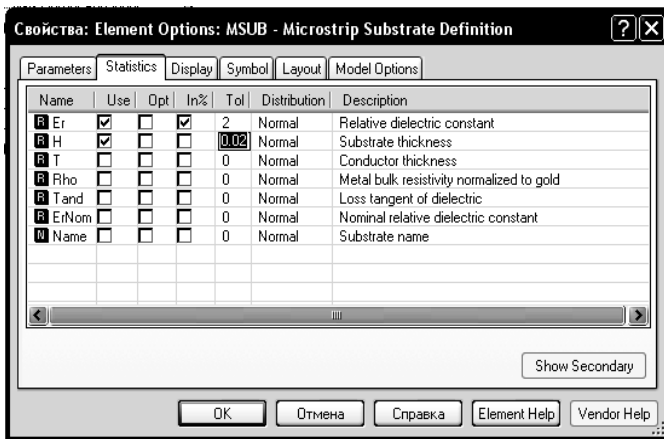 Свойства: Element Options: MSUB - Microstrip Substrate Definition
Parameters Statistics Display Symbol Layout Model Options
Name Use Opt In% Tol Distribution Description
R Er 2 Normal Relative dielectric constant
R H 0.02 Normal Substrate thickness
R T 0 Normal Conductor thickness
R Rho 0 Normal Metal bulk resistivity normalized to gold
R Tand 0 Normal Loss tangent of dielectric
R ErNom 0 Normal Nominal relative dielectric constant
N Name 0 Normal Substrate name
Show Secondary
OK Отмена Справка Element Help Vendor Help